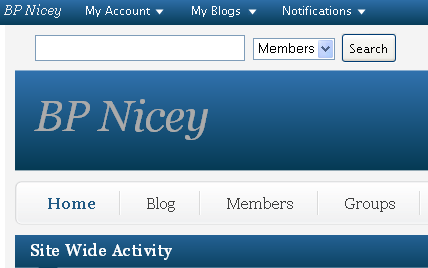 BP Nicey My Account My Blogs Notifications
Members Search
BP Nicey
Home Blog Members Groups
Site Wide Activity